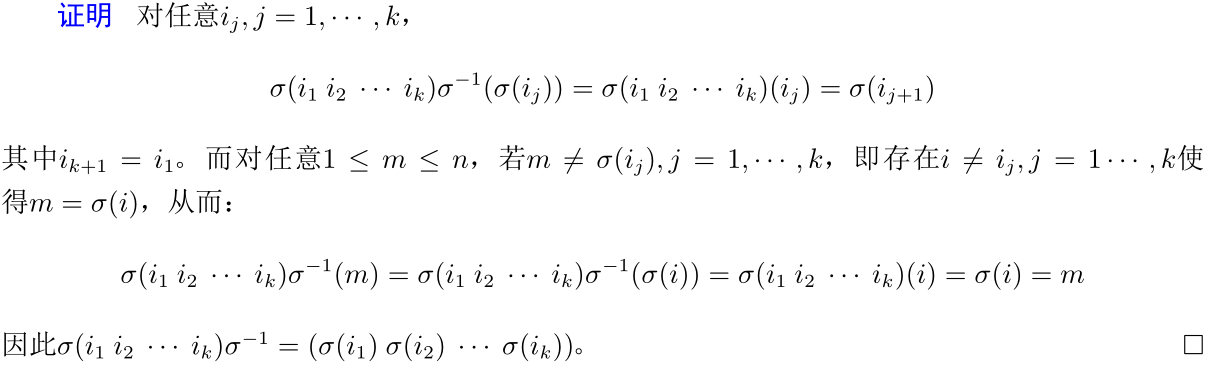 证明 对任意i_j, j = 1, ⋯ , k，
σ(i_1 i_2 ⋯ i_k)σ^{-1}(σ(i_j)) = σ(i_1 i_2 ⋯ i_k)(i_j) = σ(i_{j+1})
其中i_{k+1} = i_1。而对任意1 ≤ m ≤ n，若m ≠ σ(i_j), j = 1, ⋯ , k，即存在i ≠ i_j, j = 1 ⋯ , k使
得m = σ(i)，从而：
σ(i_1 i_2 ⋯ i_k)σ^{-1}(m) = σ(i_1 i_2 ⋯ i_k)σ^{-1}(σ(i)) = σ(i_1 i_2 ⋯ i_k)(i) = σ(i) = m
因此σ(i_1 i_2 ⋯ i_k)σ^{-1} = (σ(i_1) σ(i_2) ⋯ σ(i_k))。 □